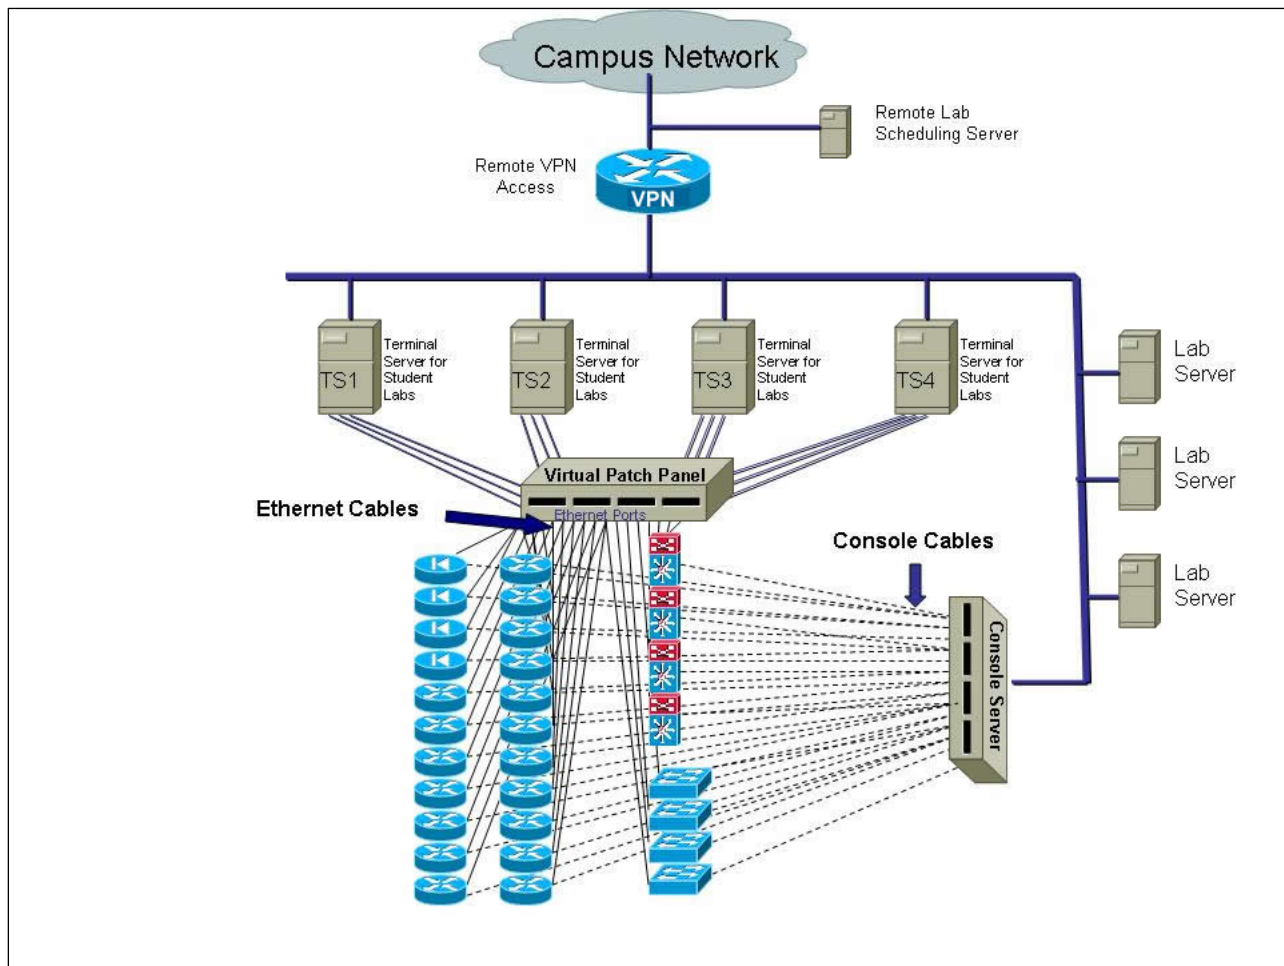 Campus Network
Remote Lab
Scheduling Server
Remote VPN
Access
VPN
TS1
Terminal
Server for
Student
Labs
TS2
Terminal
Server for
Student
Labs
TS3
Terminal
Server for
Student
Labs
TS4
Terminal
Server for
Student
Labs
Lab
Server
Lab
Server
Lab
Server
Virtual Patch Panel
Ethernet Ports
Ethernet Cables
Console Cables
Console Server